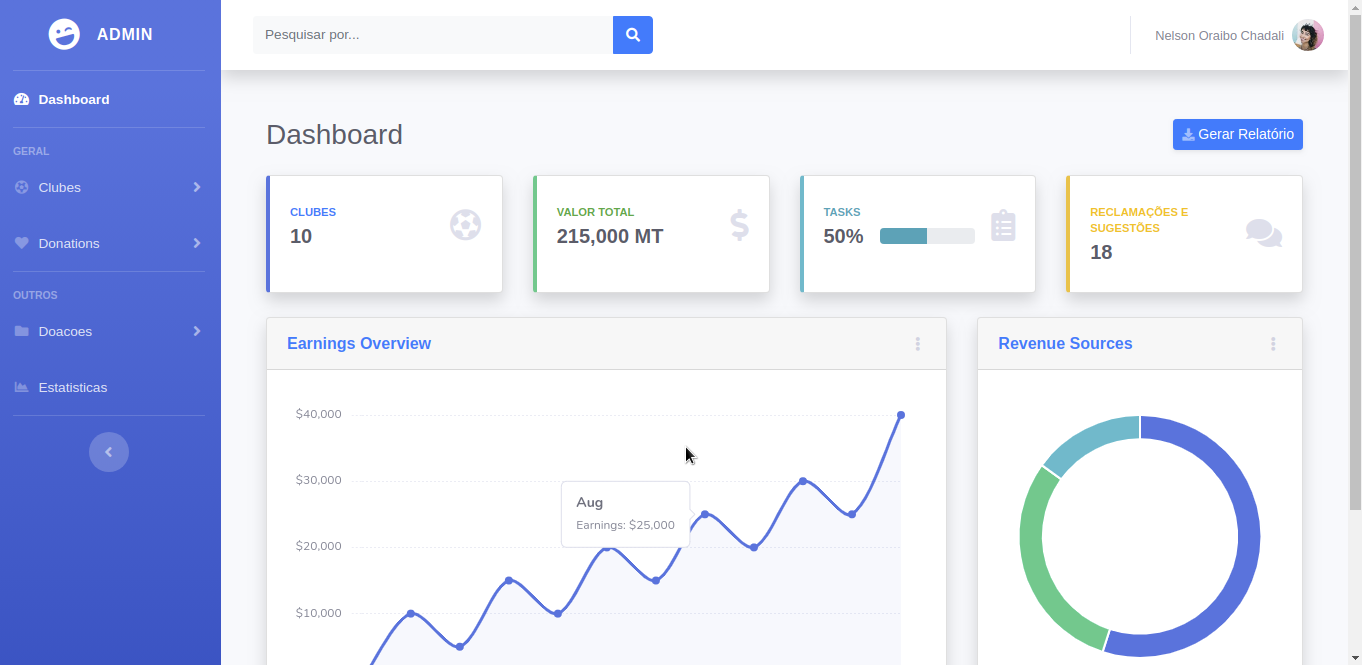 ADMIN
Pesquisar por...
Nelson Oraibo Chadali
Dashboard
GERAL
Clubes
Donations
OUTROS
Doacoes
Estatisticas
Dashboard
Gerar Relatório
CLUBES
10
VALOR TOTAL
215,000 MT
TASKS
50%
RECLAMAÇÕES E
SUGESTÕES
18
Earnings Overview
$40,000
$30,000
$20,000
$10,000
Aug
Earnings: $25,000
Revenue Sources